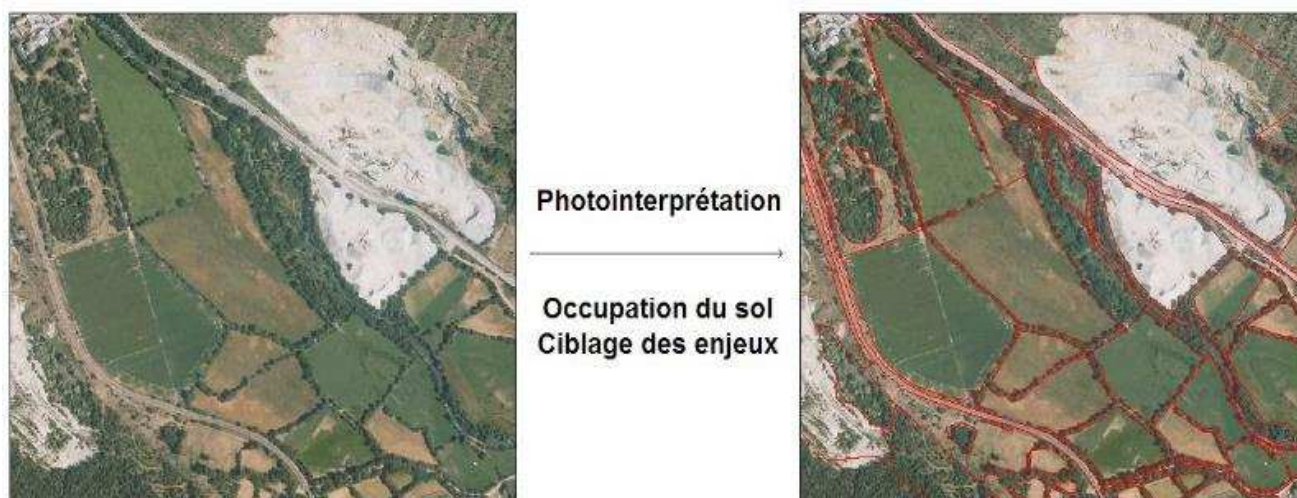 Photointerprétation
Occupation du sol
Ciblage des enjeux